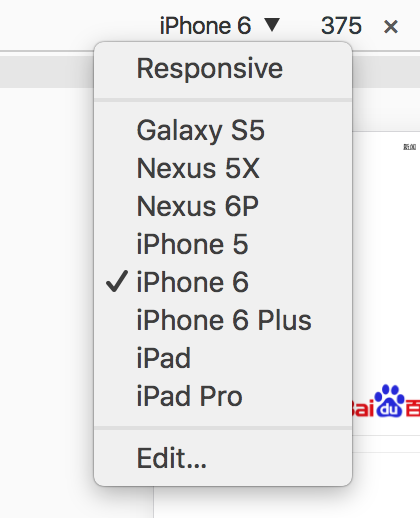 iPhone 6 ▼ 375 ×
Responsive
新闻
Galaxy S5
Nexus 5X
Nexus 6P
iPhone 5
✓ iPhone 6
iPhone 6 Plus
iPad
iPad Pro
Bai du 百
Edit...